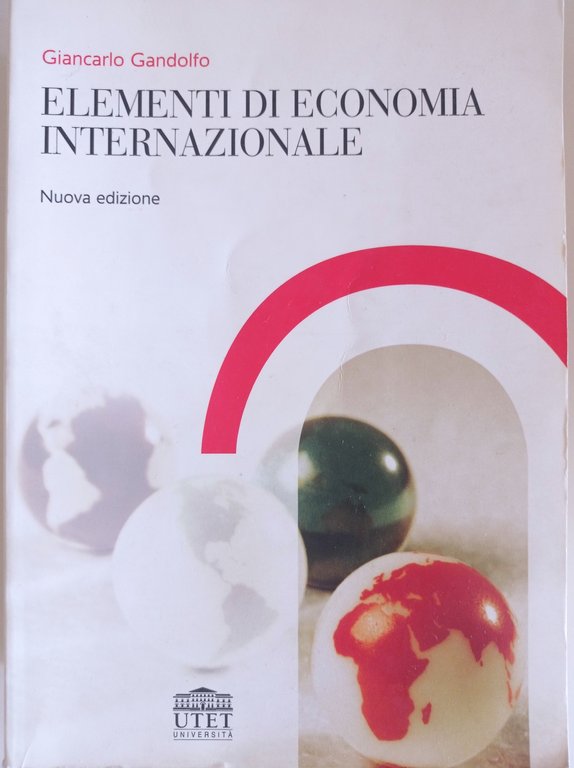 Giancarlo Gandolfo
ELEMENTI DI ECONOMIA
INTERNAZIONALE
Nuova edizione
UTET
UNIVERSITÀ